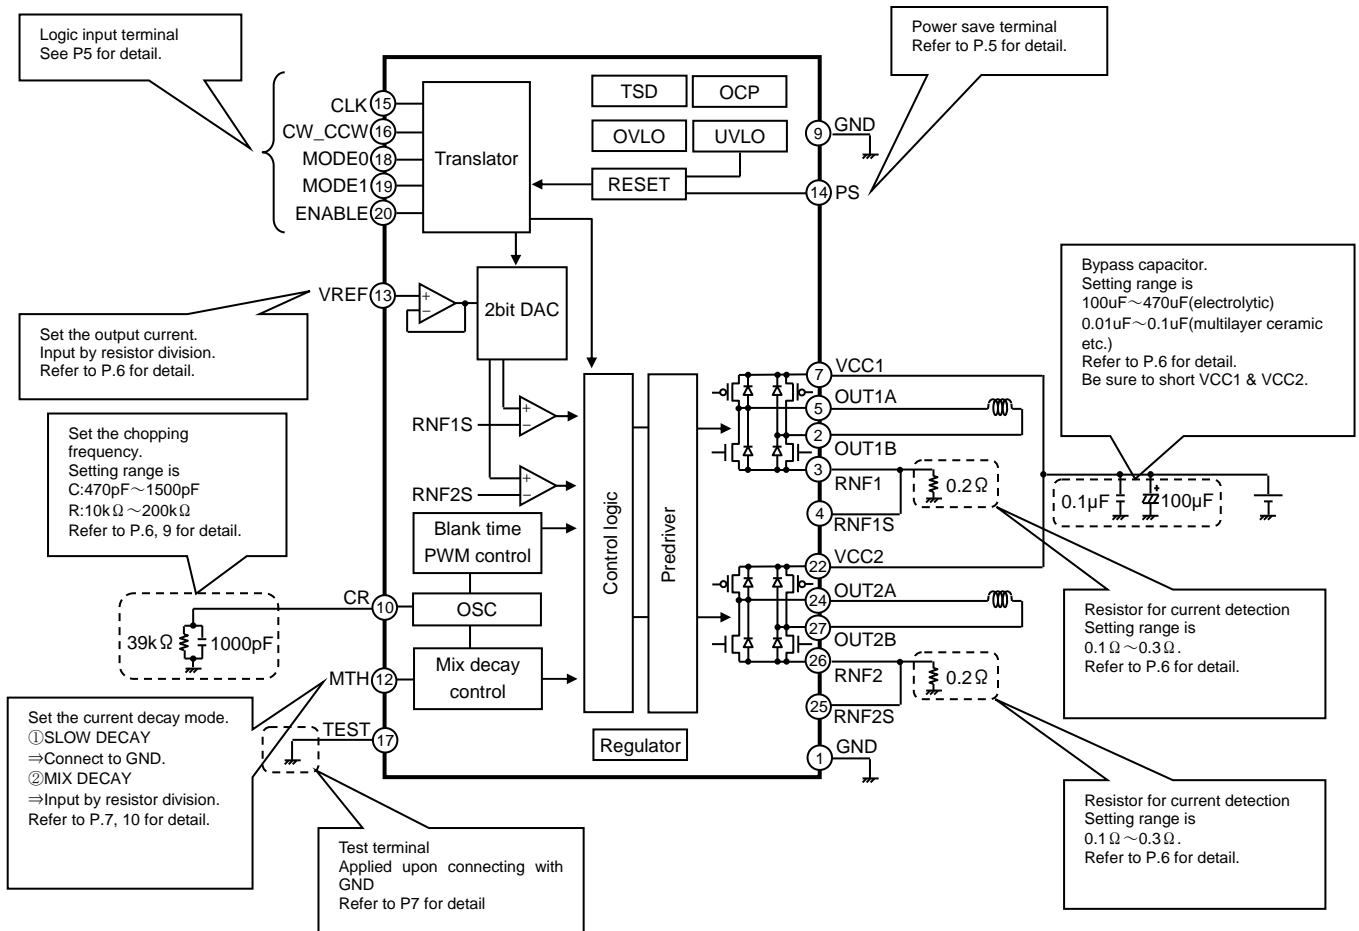 Logic input terminal
See P5 for detail.
Power save terminal
Refer to P.5 for detail.
CLK 15
CW_CCW 16
MODE0 18
MODE1 19
ENABLE 20
Translator
TSD
OCP
OVLO
UVLO
RESET
9 GND
14 PS
VREF 13
+
−
2bit DAC
Set the output current.
Input by resistor division.
Refer to P.6 for detail.
Bypass capacitor.
Setting range is
100uF～470uF(electrolytic)
0.01uF～0.1uF(multilayer ceramic
etc.)
Refer to P.6 for detail.
Be sure to short VCC1 & VCC2.
Set the chopping
frequency.
Setting range is
C:470pF～1500pF
R:10kΩ～200kΩ
Refer to P.6, 9 for detail.
RNF1S
+
−
RNF2S
+
−
Blank time
PWM control
OSC
Mix decay
control
Control logic
Predriver
Regulator
7 VCC1
5 OUT1A
2 OUT1B
3 RNF1
4 RNF1S
0.2Ω
0.1µF
+
100µF
22 VCC2
24 OUT2A
27 OUT2B
26 RNF2
25 RNF2S
0.2Ω
1 GND
CR 10
39kΩ
1000pF
MTH 12
TEST 17
Set the current decay mode.
①SLOW DECAY
⇒Connect to GND.
②MIX DECAY
⇒Input by resistor division.
Refer to P.7, 10 for detail.
Test terminal
Applied upon connecting with
GND
Refer to P7 for detail
Resistor for current detection
Setting range is
0.1Ω～0.3Ω.
Refer to P.6 for detail.
Resistor for current detection
Setting range is
0.1Ω～0.3Ω.
Refer to P.6 for detail.